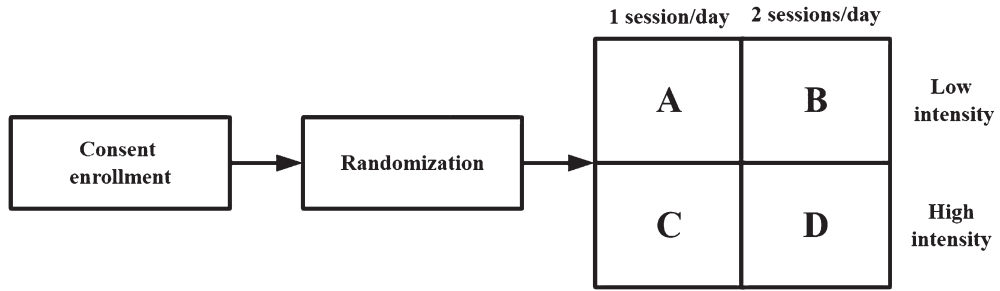 1 session/day 2 sessions/day
Consent
enrollment
Randomization
A B
Low
intensity
C D
High
intensity